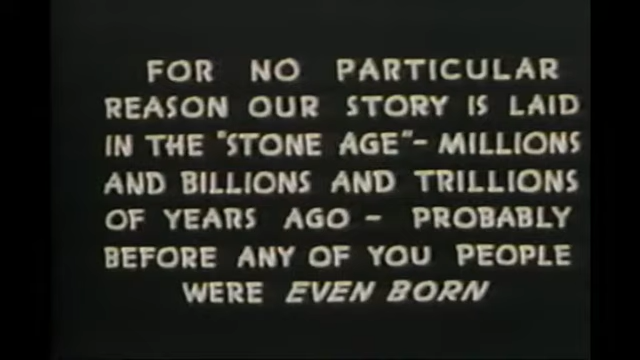 FOR NO PARTICULAR
REASON OUR STORY IS LAID
IN THE "STONE AGE"- MILLIONS
AND BILLIONS AND TRILLIONS
OF YEARS AGO - PROBABLY
BEFORE ANY OF YOU PEOPLE
WERE EVEN BORN